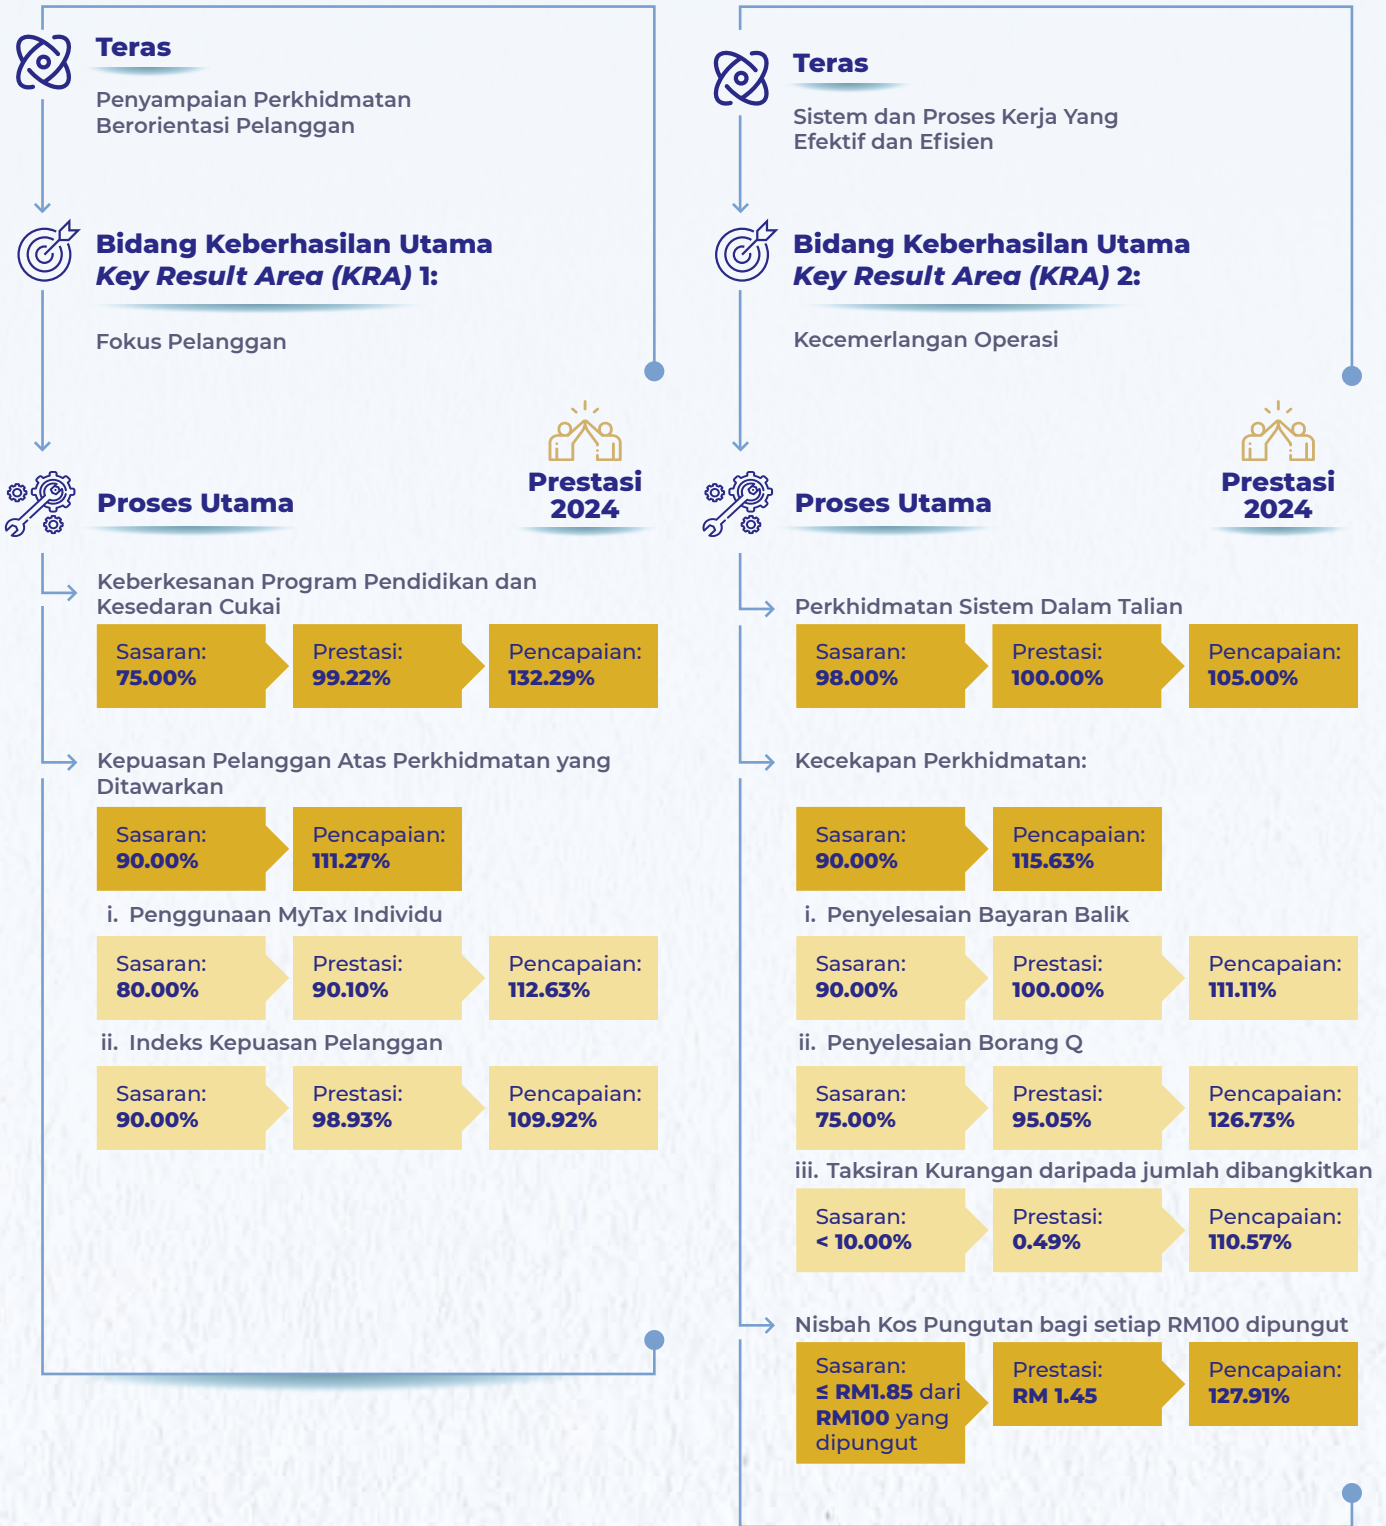 Teras
Penyampaian Perkhidmatan
Berorientasi Pelanggan
Bidang Keberhasilan Utama
Key Result Area (KRA) 1:
Fokus Pelanggan
Proses Utama
Prestasi
2024
Keberkesanan Program Pendidikan dan
Kesedaran Cukai
Sasaran:
75.00%
Prestasi:
99.22%
Pencapaian:
132.29%
Kepuasan Pelanggan Atas Perkhidmatan yang
Ditawarkan
Sasaran:
90.00%
Pencapaian:
111.27%
i. Penggunaan MyTax Individu
Sasaran:
80.00%
Prestasi:
90.10%
Pencapaian:
112.63%
ii. Indeks Kepuasan Pelanggan
Sasaran:
90.00%
Prestasi:
98.93%
Pencapaian:
109.92%
Teras
Sistem dan Proses Kerja Yang
Efektif dan Efisien
Bidang Keberhasilan Utama
Key Result Area (KRA) 2:
Kecemerlangan Operasi
Proses Utama
Prestasi
2024
Perkhidmatan Sistem Dalam Talian
Sasaran:
98.00%
Prestasi:
100.00%
Pencapaian:
105.00%
Kecekapan Perkhidmatan:
Sasaran:
90.00%
Pencapaian:
115.63%
i. Penyelesaian Bayaran Balik
Sasaran:
90.00%
Prestasi:
100.00%
Pencapaian:
111.11%
ii. Penyelesaian Borang Q
Sasaran:
75.00%
Prestasi:
95.05%
Pencapaian:
126.73%
iii. Taksiran Kurangan daripada jumlah dibangkitkan
Sasaran:
< 10.00%
Prestasi:
0.49%
Pencapaian:
110.57%
Nisbah Kos Pungutan bagi setiap RM100 dipungut
Sasaran:
≤ RM1.85 dari
RM100 yang
dipungut
Prestasi:
RM 1.45
Pencapaian:
127.91%